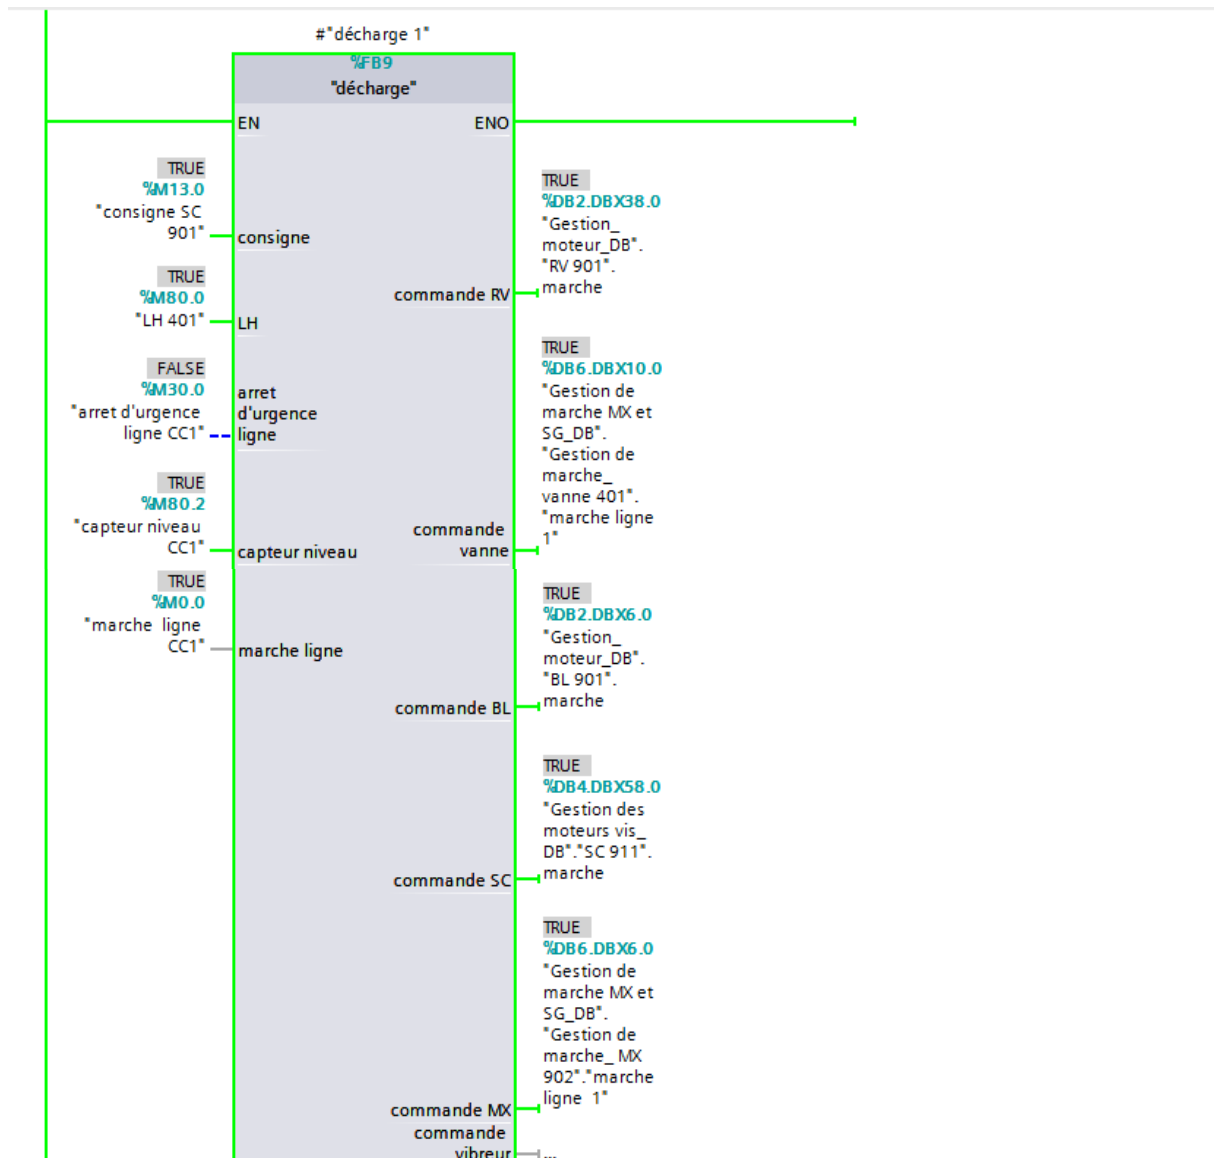 #"décharge 1"
%FB9
"décharge"
EN
ENO
TRUE
%M13.0
"consigne SC
901"
consigne
TRUE
%DB2.DBX38.0
"Gestion_
moteur_DB".
"RV 901".
marche
commande RV
TRUE
%M80.0
"LH 401"
LH
FALSE
%M30.0
"arret d'urgence
ligne CC1"
arret
d'urgence
ligne
TRUE
%DB6.DBX10.0
"Gestion de
marche MX et
SG_DB".
"Gestion de
marche_
vanne 401".
"marche ligne
1"
commande
vanne
TRUE
%M80.2
"capteur niveau
CC1"
capteur niveau
TRUE
%M0.0
"marche  ligne
CC1"
marche ligne
TRUE
%DB2.DBX6.0
"Gestion_
moteur_DB".
"BL 901".
marche
commande BL
TRUE
%DB4.DBX58.0
"Gestion des
moteurs vis_
DB"."SC 911".
marche
commande SC
TRUE
%DB6.DBX6.0
"Gestion de
marche MX et
SG_DB".
"Gestion de
marche_ MX
902"."marche
ligne  1"
commande MX
commande
vibreur
...